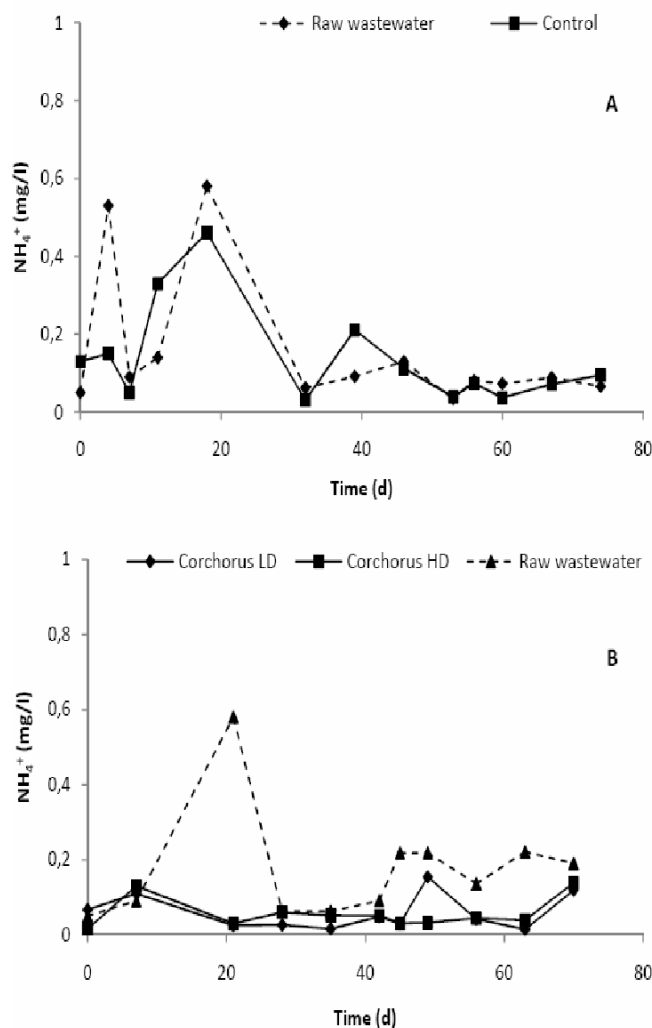 Raw wastewater Control
1
0,8
0,6
0,4
0,2
0
A
NH₄⁺ (mg/l)
0 20 40 60 80
Time (d)
Corchorus LD Corchorus HD Raw wastewater
1
0,8
0,6
0,4
0,2
0
B
NH₄⁺ (mg/l)
0 20 40 60 80
Time (d)